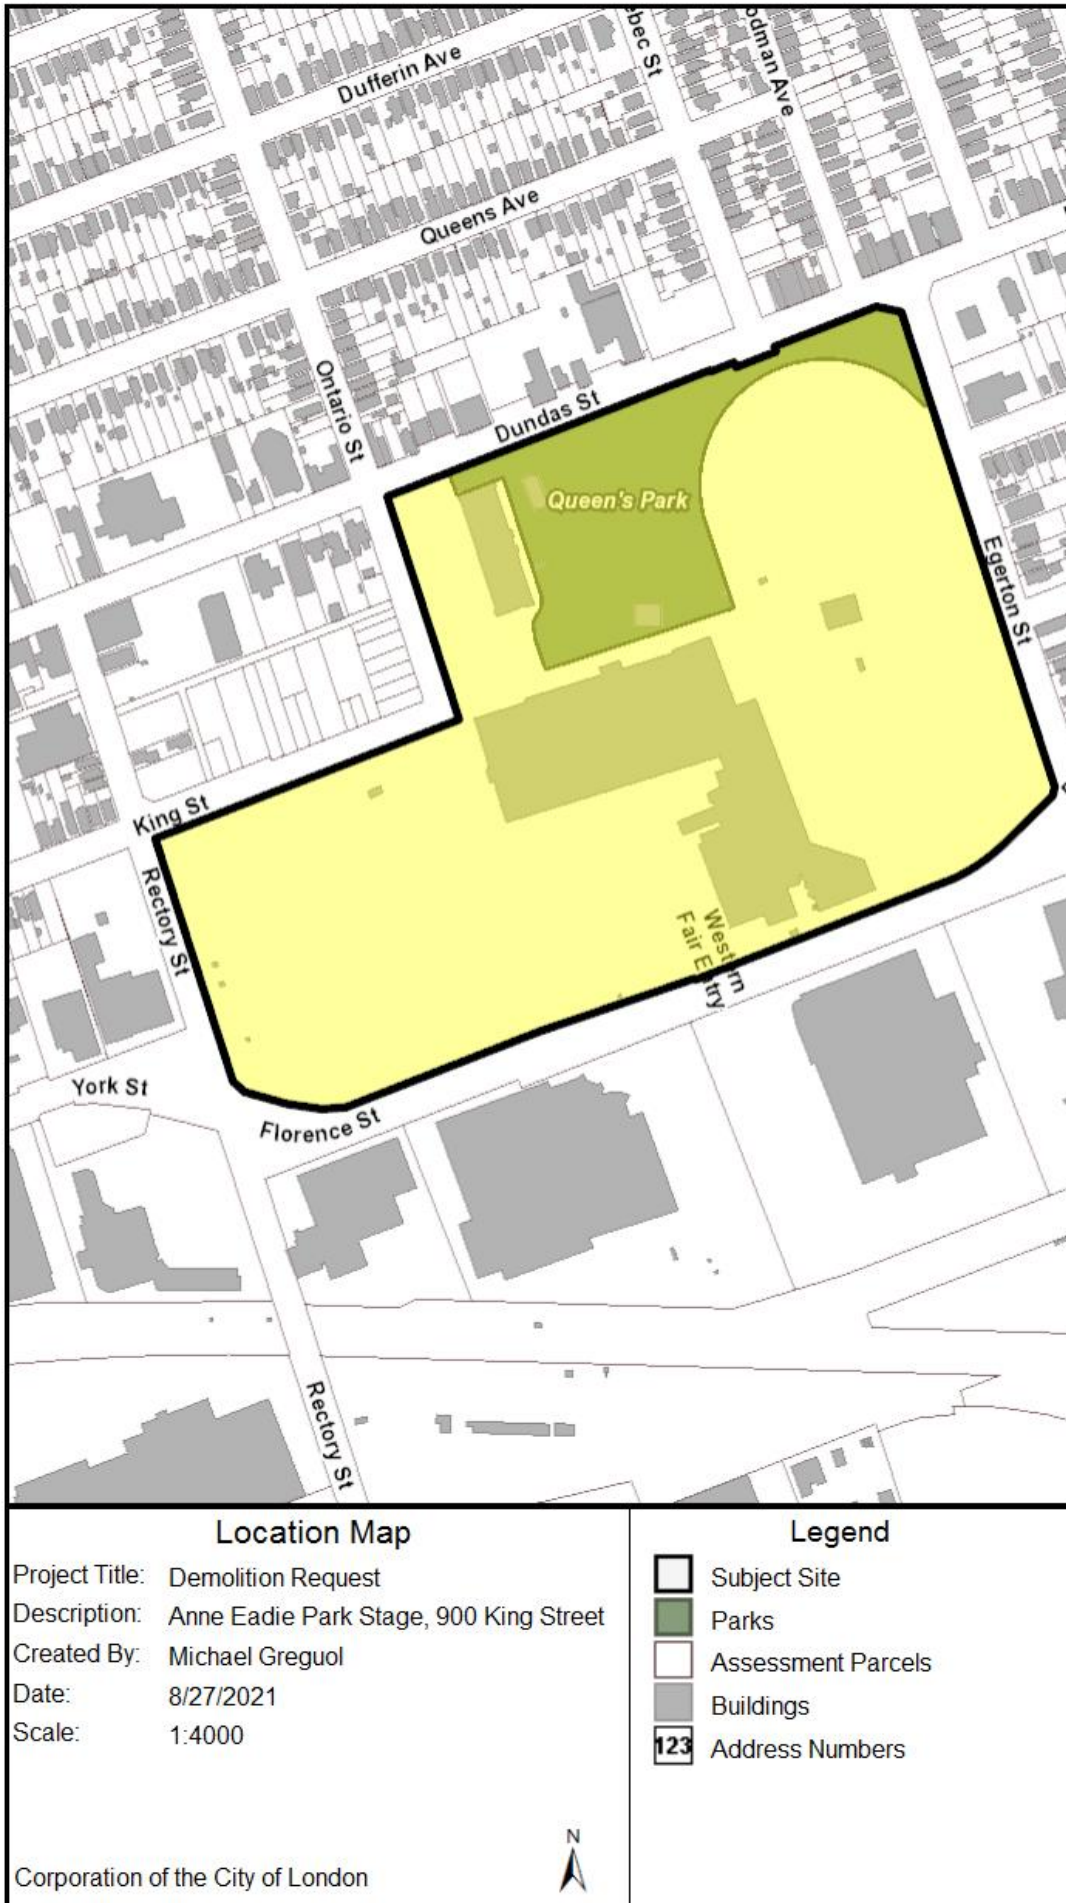 Dufferin Ave
Queens Ave
Ontario St
Dundas St
Queen's Park
Egerton St
King St
Rectory St
Western
Fair Entry
York St
Florence St
Rectory St
Location Map
Project Title: Demolition Request
Description: Anne Eadie Park Stage, 900 King Street
Created By: Michael Greguol
Date: 8/27/2021
Scale: 1:4000
Corporation of the City of London
N
Legend
Subject Site
Parks
Assessment Parcels
Buildings
123 Address Numbers